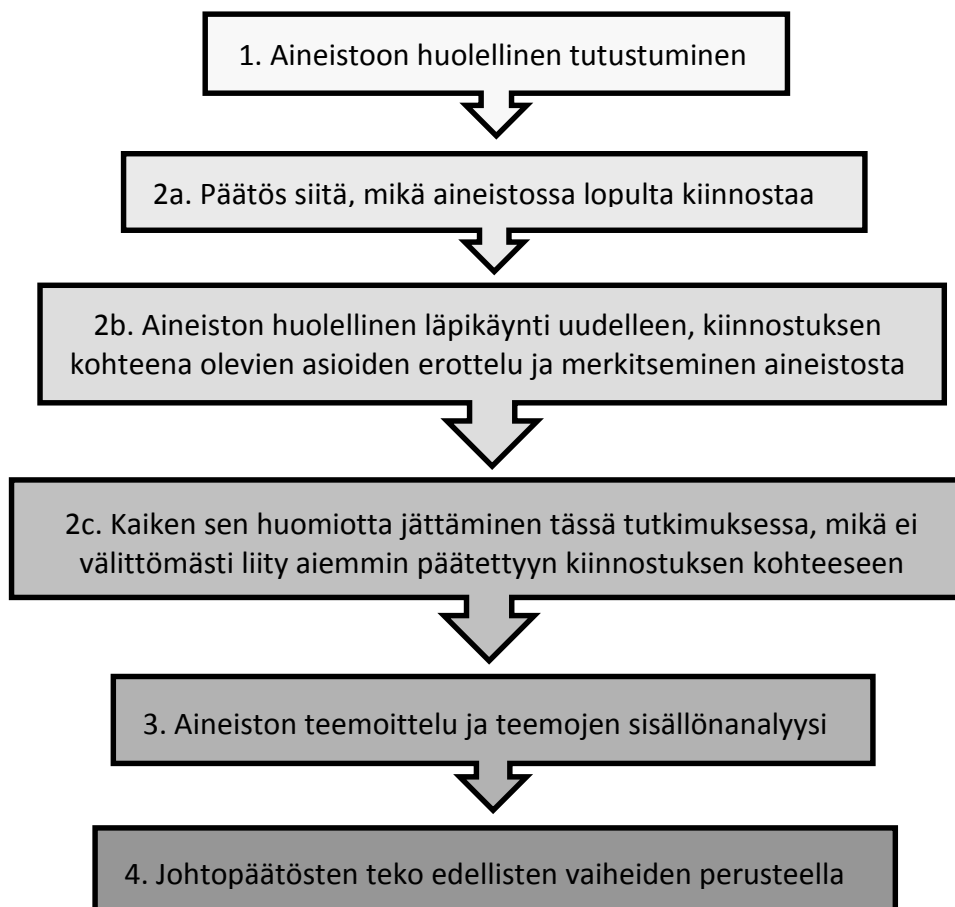 1. Aineistoon huolellinen tutustuminen
2a. Päätös siitä, mikä aineistossa lopulta kiinnostaa
2b. Aineiston huolellinen läpikäynti uudelleen, kiinnostuksen
kohteena olevien asioiden erottelu ja merkitseminen aineistosta
2c. Kaiken sen huomiotta jättäminen tässä tutkimuksessa, mikä ei
välittömästi liity aiemmin päätettyyn kiinnostuksen kohteeseen
3. Aineiston teemoittelu ja teemojen sisällönanalyysi
4. Johtopäätösten teko edellisten vaiheiden perusteella